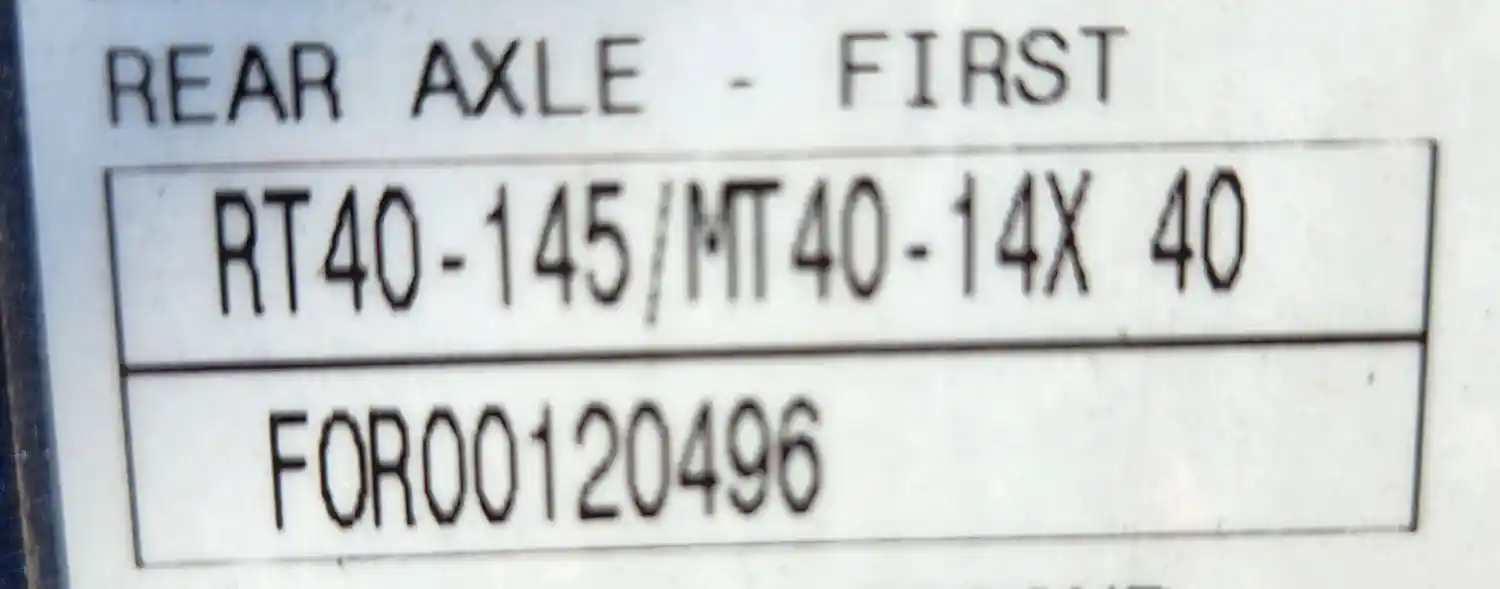 REAR AXLE - FIRST
RT40-145/MT40-14X 40
FOR00120496